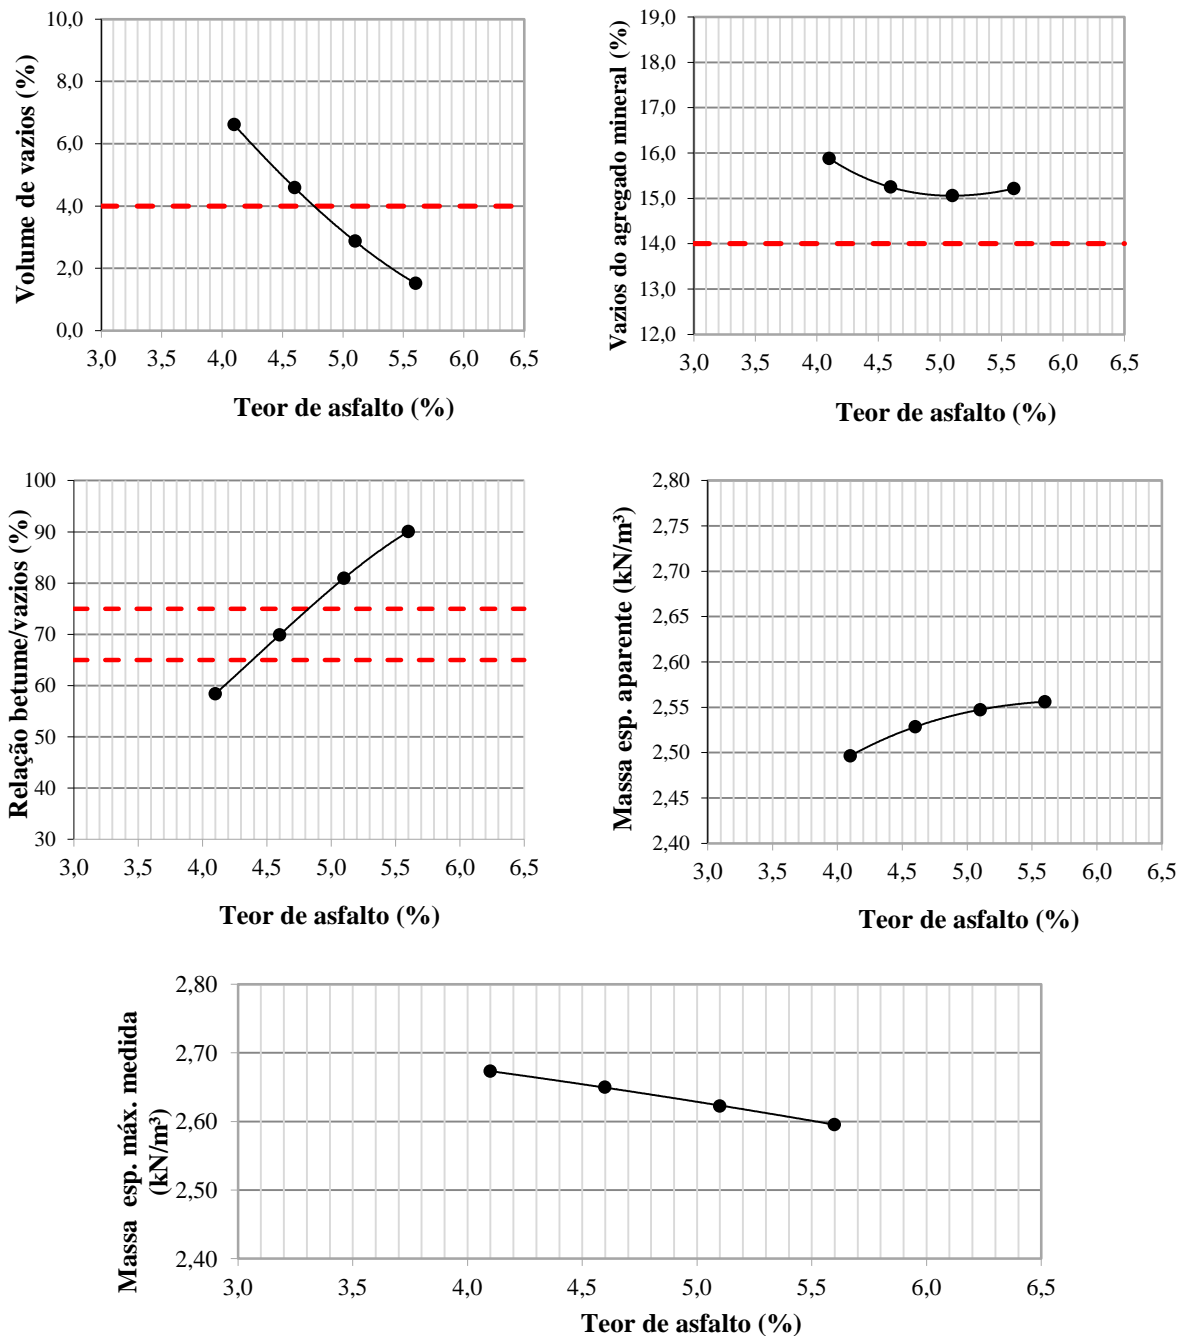 Volume de vazios (%)
10,0
8,0
6,0
4,0
2,0
0,0
3,0 3,5 4,0 4,5 5,0 5,5 6,0 6,5
Teor de asfalto (%)
Vazios do agregado mineral (%)
19,0
18,0
17,0
16,0
15,0
14,0
13,0
12,0
3,0 3,5 4,0 4,5 5,0 5,5 6,0 6,5
Teor de asfalto (%)
Relação betume/vazios (%)
100
90
80
70
60
50
40
30
3,0 3,5 4,0 4,5 5,0 5,5 6,0 6,5
Teor de asfalto (%)
Massa esp. aparente (kN/m³)
2,80
2,75
2,70
2,65
2,60
2,55
2,50
2,45
2,40
3,0 3,5 4,0 4,5 5,0 5,5 6,0 6,5
Teor de asfalto (%)
Massa esp. máx. medida
(kN/m³)
2,80
2,70
2,60
2,50
2,40
3,0 3,5 4,0 4,5 5,0 5,5 6,0 6,5
Teor de asfalto (%)